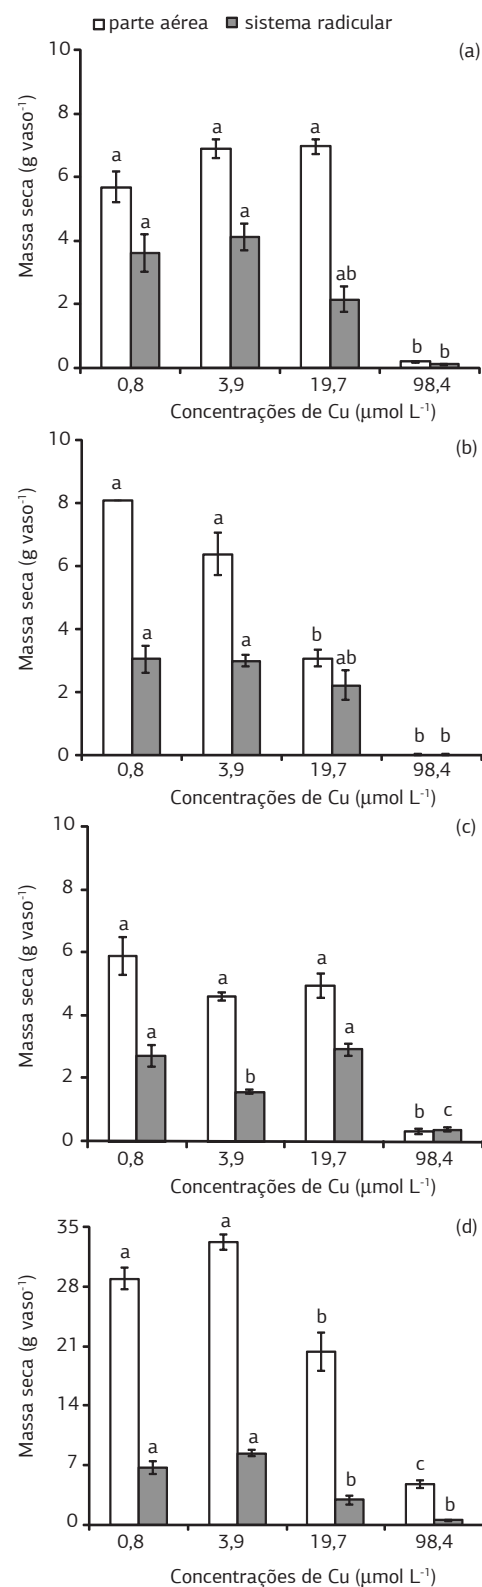 parte aérea sistema radicular
(a)
Massa seca (g vaso⁻¹)
10
8
6
4
2
0
a a a
a a ab
b b
0,8 3,9 19,7 98,4
Concentrações de Cu (µmol L⁻¹)
(b)
Massa seca (g vaso⁻¹)
10
8
6
4
2
0
a a
a a b ab
b b
0,8 3,9 19,7 98,4
Concentrações de Cu (µmol L⁻¹)
(c)
Massa seca (g vaso⁻¹)
10
8
6
4
2
0
a a a
a b a
b c
0,8 3,9 19,7 98,4
Concentrações de Cu (µmol L⁻¹)
(d)
Massa seca (g vaso⁻¹)
35
28
21
14
7
0
a a b
a a b c b
0,8 3,9 19,7 98,4
Concentrações de Cu (µmol L⁻¹)